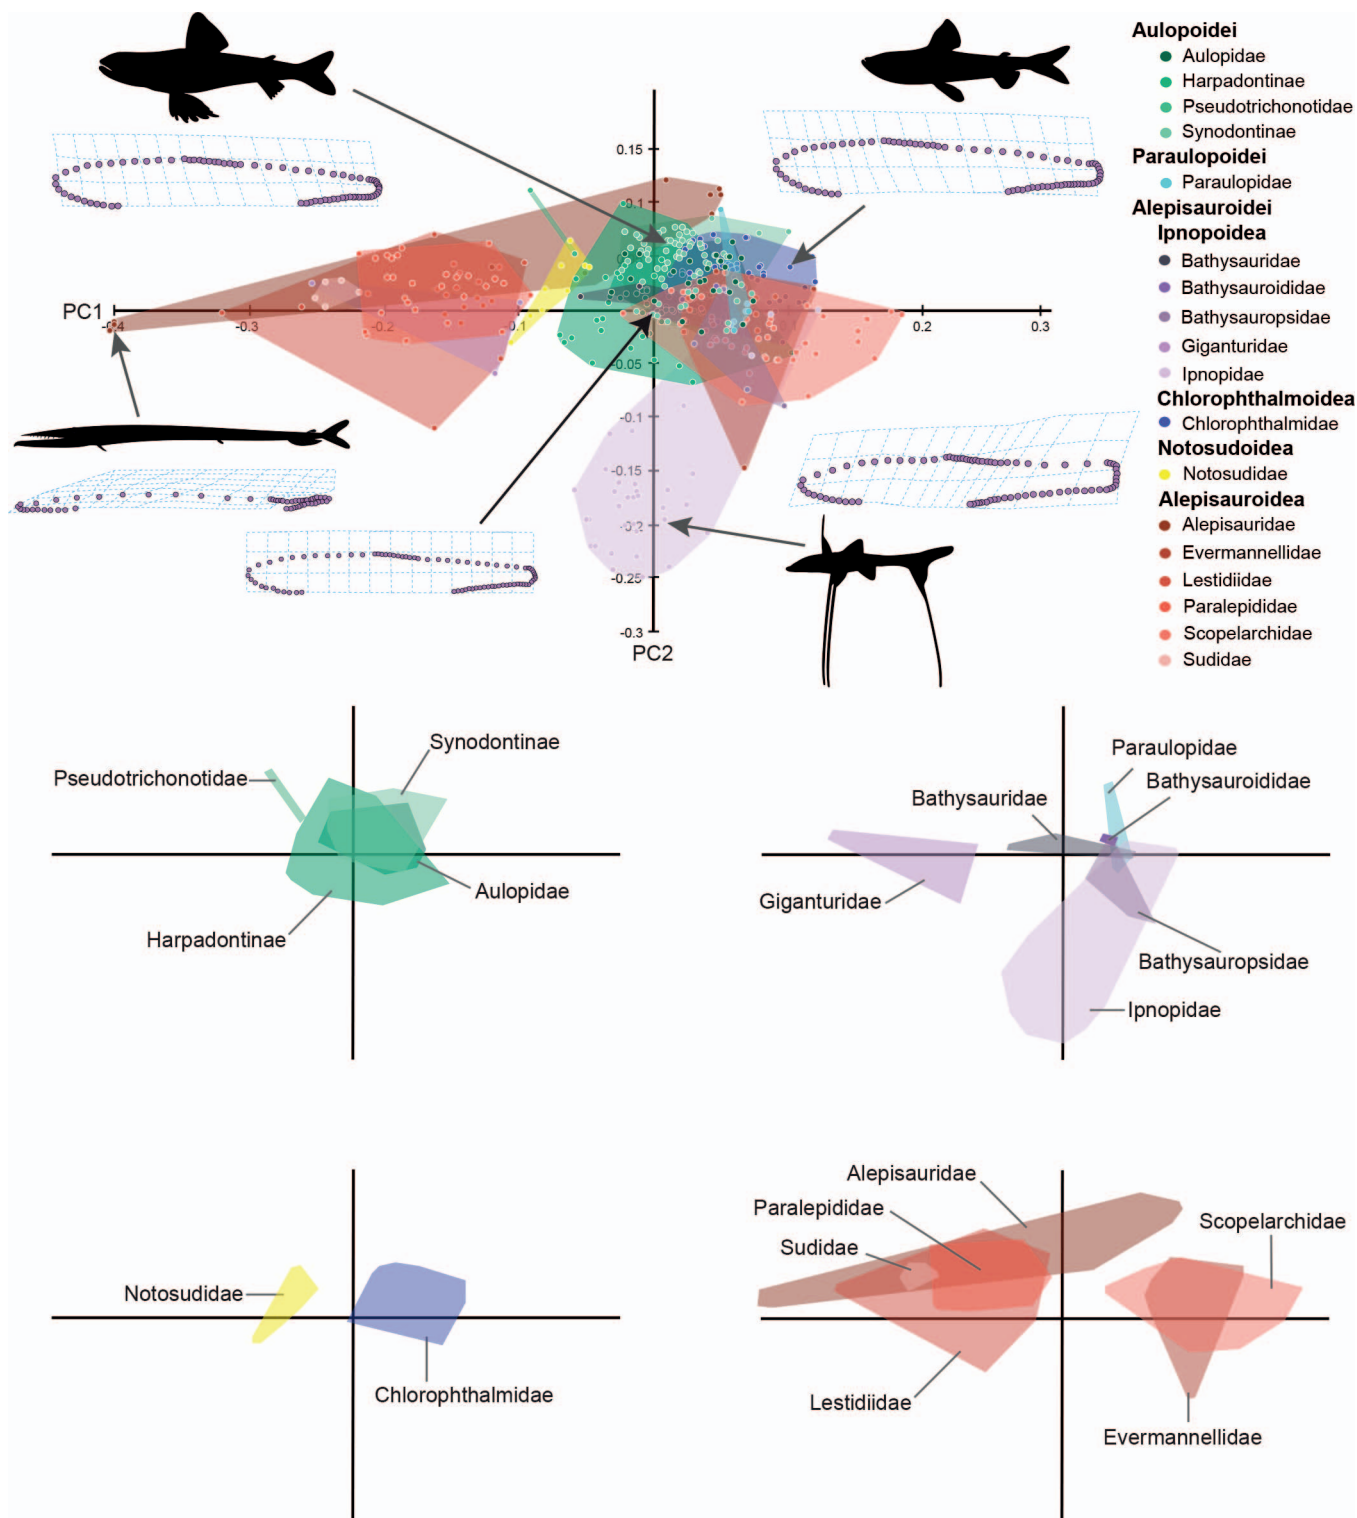 Aulopoidei
Aulopidae
Harpadontinae
Pseudotrichonotidae
Synodontinae
Paraulopoidei
Paraulopidae
Alepisauroidei
Ipnopoidea
Bathysauridae
Bathysauroididae
Bathysauropsidae
Giganturidae
Ipnopidae
Chlorophthalmoidea
Chlorophthalmidae
Notosudoidea
Notosudidae
Alepisauroidea
Alepisauridae
Evermannellidae
Lestidiidae
Paralepididae
Scopelarchidae
Sudidae
0.15
0.1
PC1
-0.4
-0.3
-0.2
-0.1
0.2
0.3
-0.05
-0.1
-0.15
-0.2
-0.25
-0.3
PC2
Synodontinae
Pseudotrichonotidae
Aulopidae
Harpadontinae
Paraulopidae
Bathysauroididae
Bathysauridae
Giganturidae
Bathysauropsidae
Ipnopidae
Notosudidae
Chlorophthalmidae
Alepisauridae
Paralepididae
Scopelarchidae
Sudidae
Lestidiidae
Evermannellidae